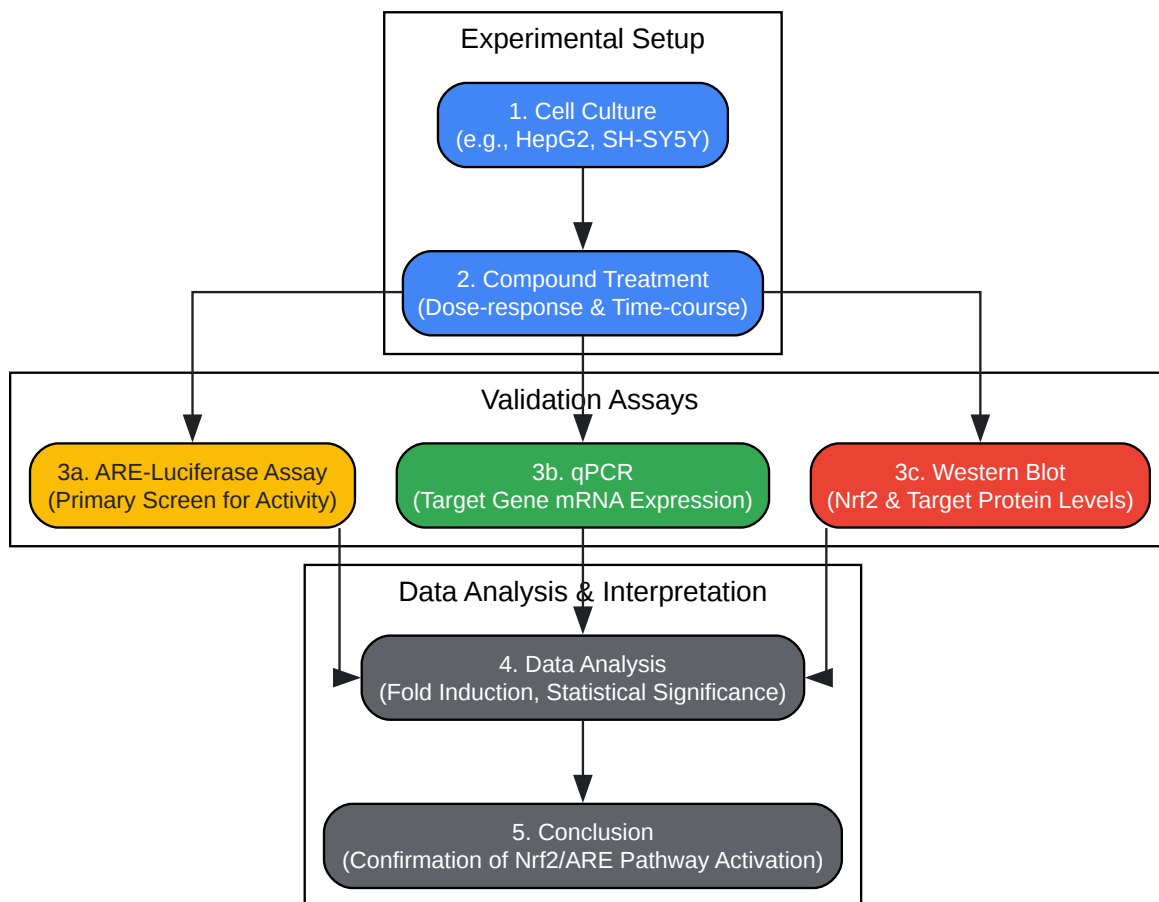 Experimental Setup
1. Cell Culture
(e.g., HepG2, SH-SY5Y)
2. Compound Treatment
(Dose-response & Time-course)
Validation Assays
3a. ARE-Luciferase Assay
(Primary Screen for Activity)
3b. qPCR
(Target Gene mRNA Expression)
3c. Western Blot
(Nrf2 & Target Protein Levels)
Data Analysis & Interpretation
4. Data Analysis
(Fold Induction, Statistical Significance)
5. Conclusion
(Confirmation of Nrf2/ARE Pathway Activation)